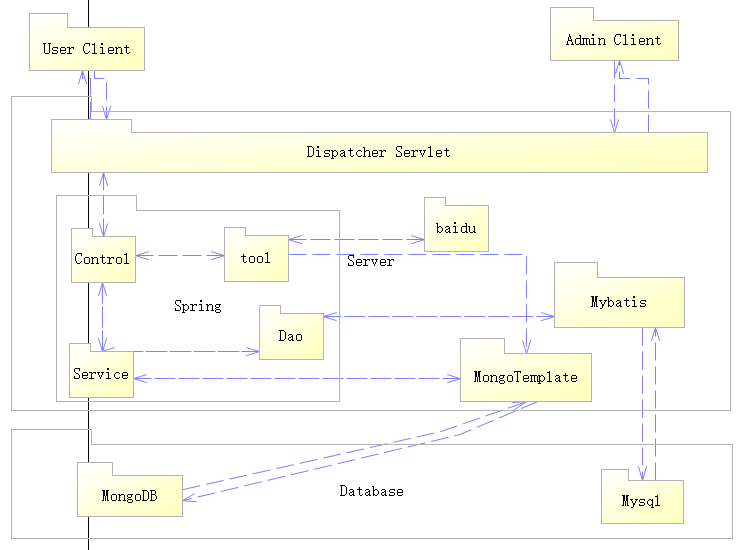 User Client
Admin Client
Dispatcher Servlet
baidu
Control
tool
Server
Spring
Mybatis
Dao
Service
MongoTemplate
MongoDB
Database
Mysql